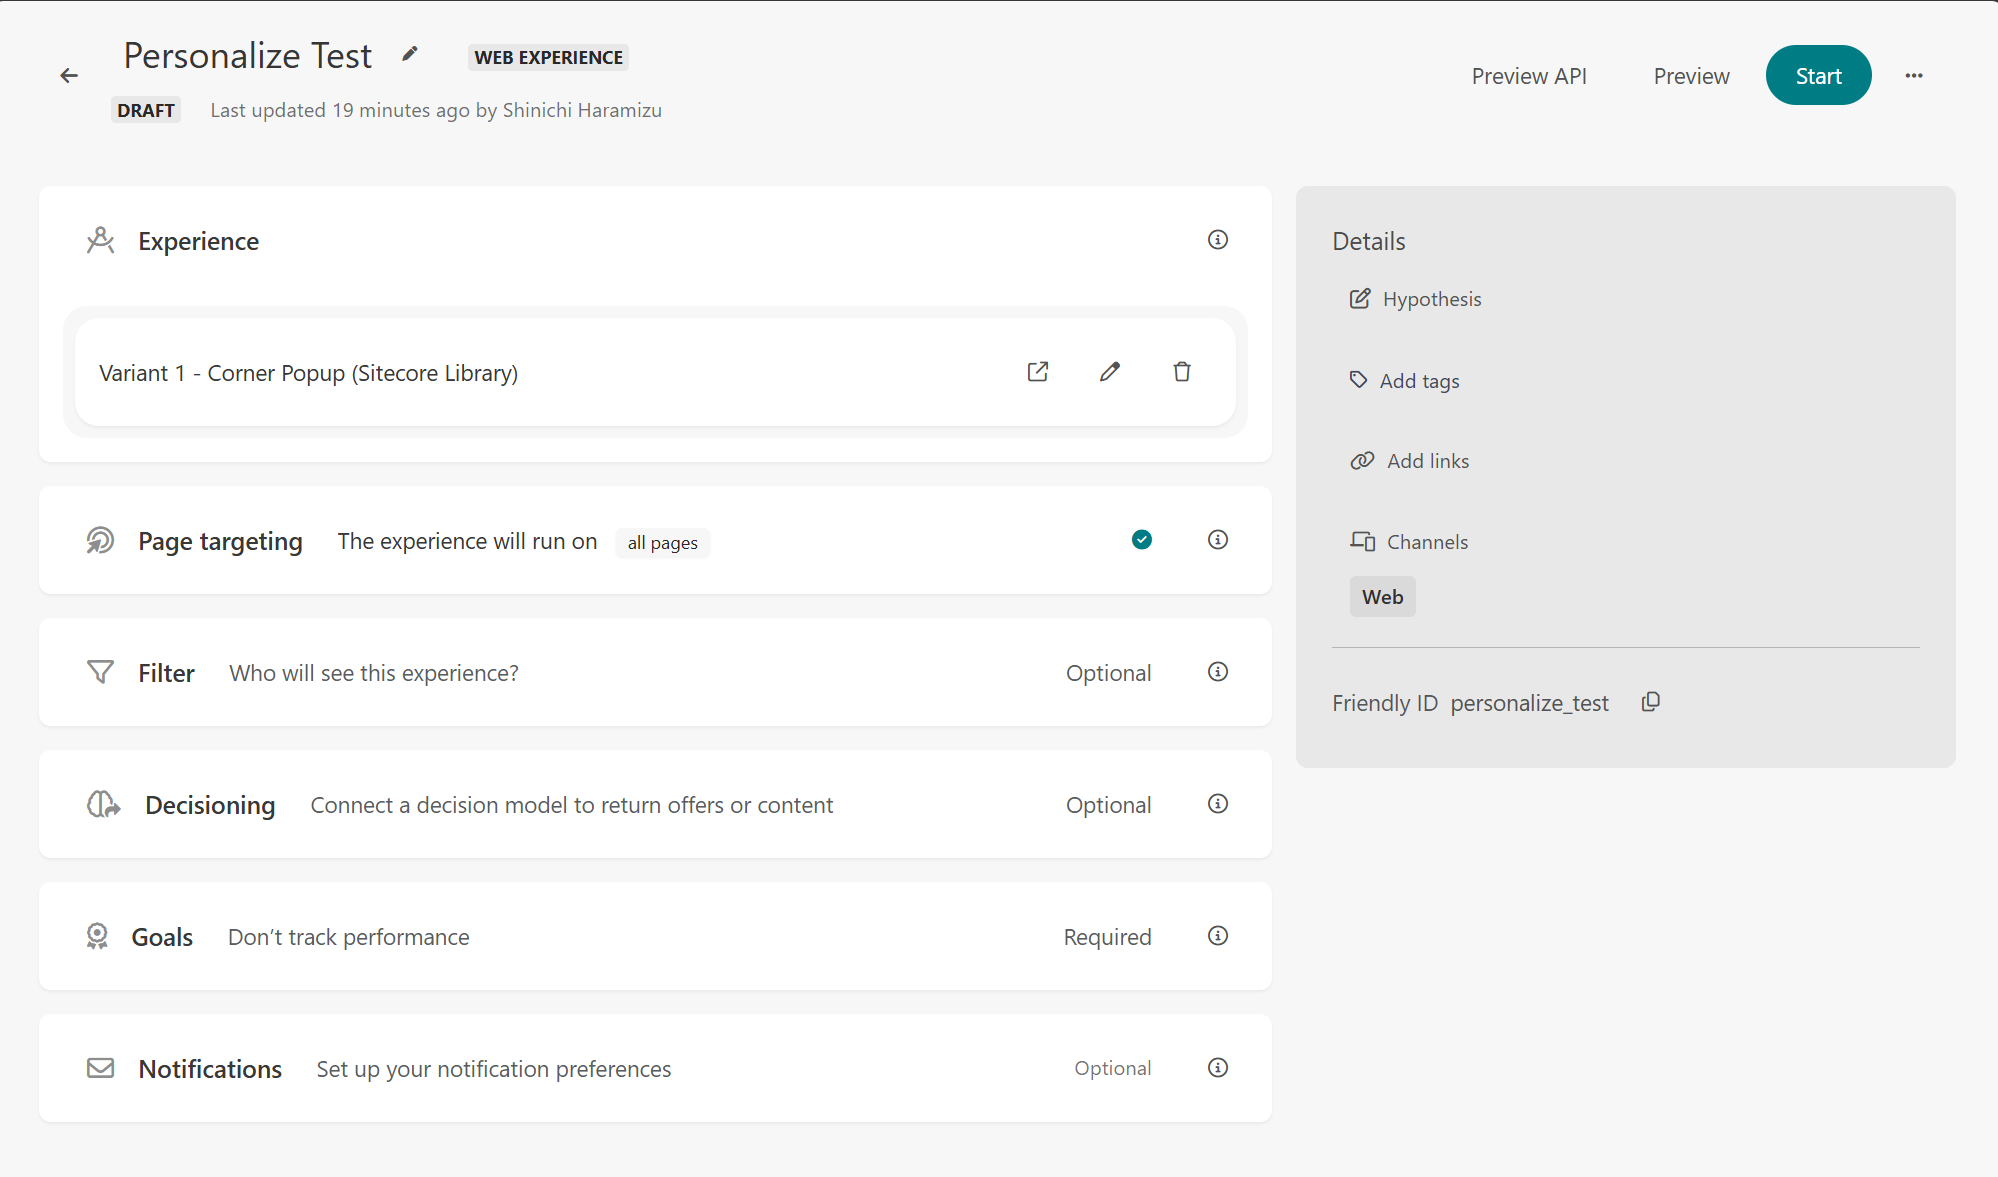 Personalize Test
WEB EXPERIENCE
DRAFT
Last updated 19 minutes ago by Shinichi Haramizu
Preview API
Preview
Start
Experience
Variant 1 - Corner Popup (Sitecore Library)
Page targeting
The experience will run on
all pages
Filter
Who will see this experience?
Optional
Decisioning
Connect a decision model to return offers or content
Optional
Goals
Don’t track performance
Required
Notifications
Set up your notification preferences
Optional
Details
Hypothesis
Add tags
Add links
Channels
Web
Friendly ID personalize_test